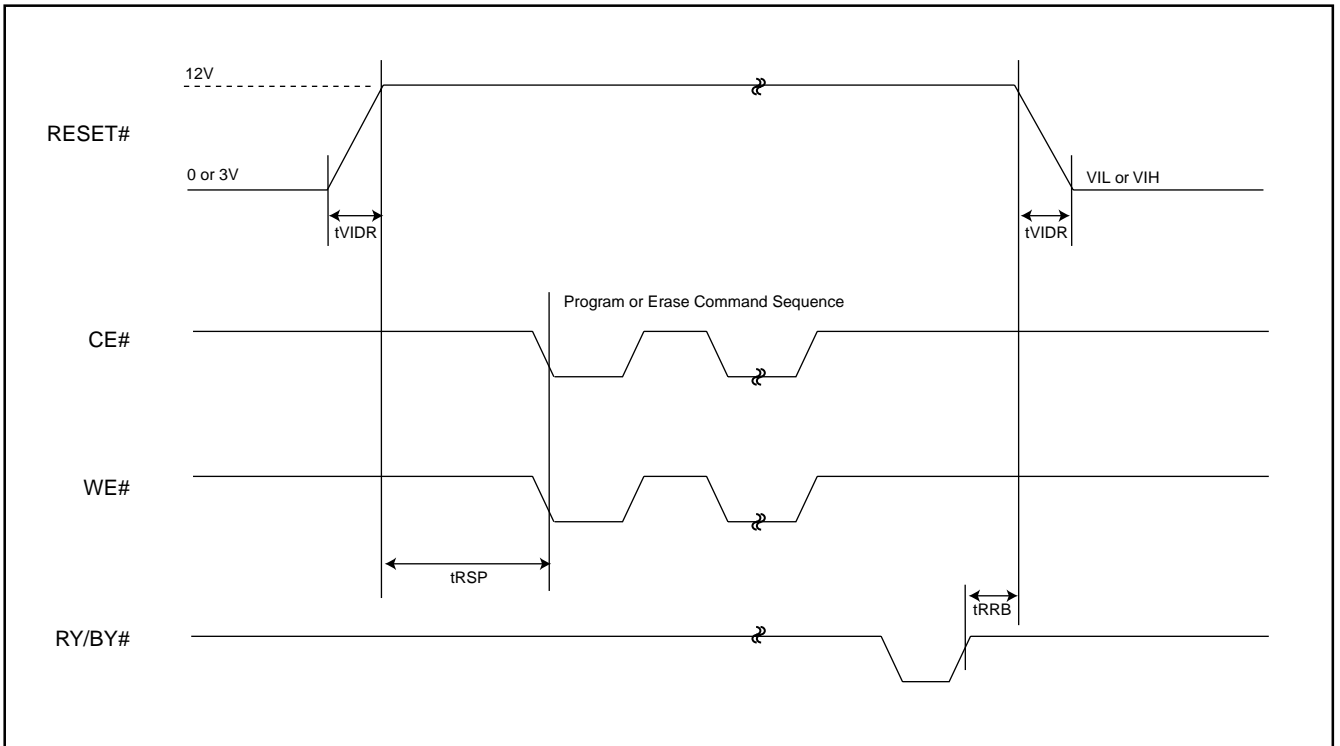 12V
RESET#
0 or 3V
VIL or VIH
tVIDR
tVIDR
Program or Erase Command Sequence
CE#
WE#
tRSP
tRRB
RY/BY#